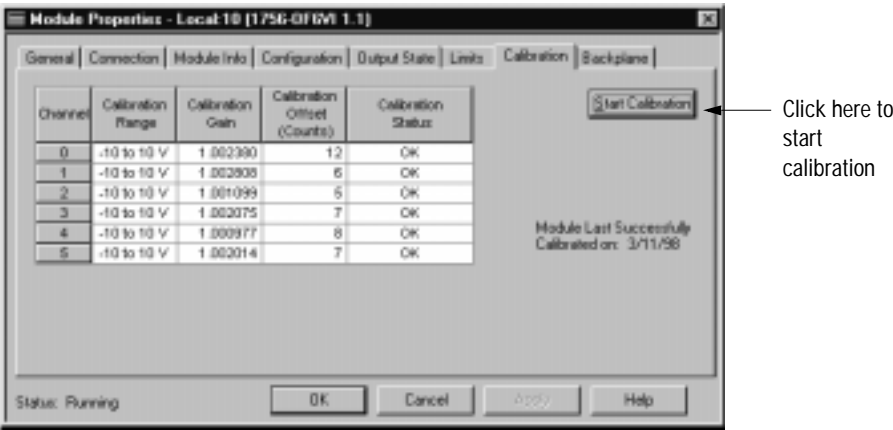 Module Properties - Local:10 (1756-OF6VI 1.1)
General Connection Module Info Configuration Output State Limits Calibration Backplane
Channel Calibration Range Calibration Gain Calibration Offset (Counts) Calibration Status
0 -10 to 10 V 1.002380 12 OK
1 -10 to 10 V 1.002808 6 OK
2 -10 to 10 V 1.001099 5 OK
3 -10 to 10 V 1.002075 7 OK
4 -10 to 10 V 1.000977 8 OK
5 -10 to 10 V 1.002014 7 OK
Start Calibration
Click here to
start
calibration
Module Last Successfully
Calibrated on: 3/11/98
Status: Running
OK Cancel Apply Help